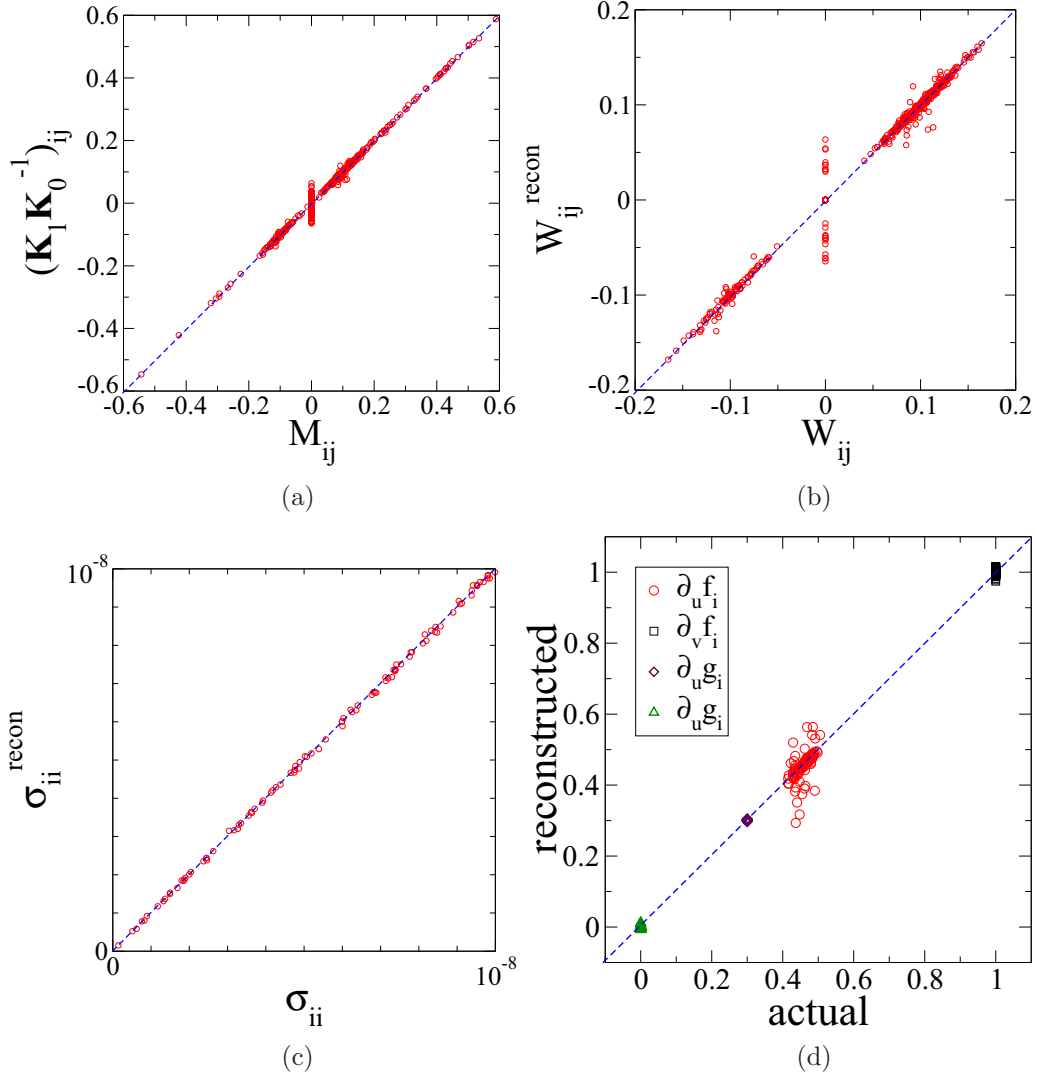 0.6
0.4
0.2
0
-0.2
-0.4
-0.6
(K₁K₀⁻¹)ᵢⱼ
-0.6 -0.4 -0.2 0 0.2 0.4 0.6
Mᵢⱼ
(a)
0.2
0.1
0
-0.1
-0.2
Wᵢⱼʳᵉᶜᵒⁿ
-0.2 -0.1 0 0.1 0.2
Wᵢⱼ
(b)
10⁻⁸
0
σᵢᵢʳᵉᶜᵒⁿ
0 10⁻⁸
σᵢᵢ
(c)
1
0.8
0.6
0.4
0.2
0
reconstructed
∂ᵤfᵢ
∂ᵥfᵢ
∂ᵤgᵢ
∂ᵤgᵢ
0 0.2 0.4 0.6 0.8 1
actual
(d)